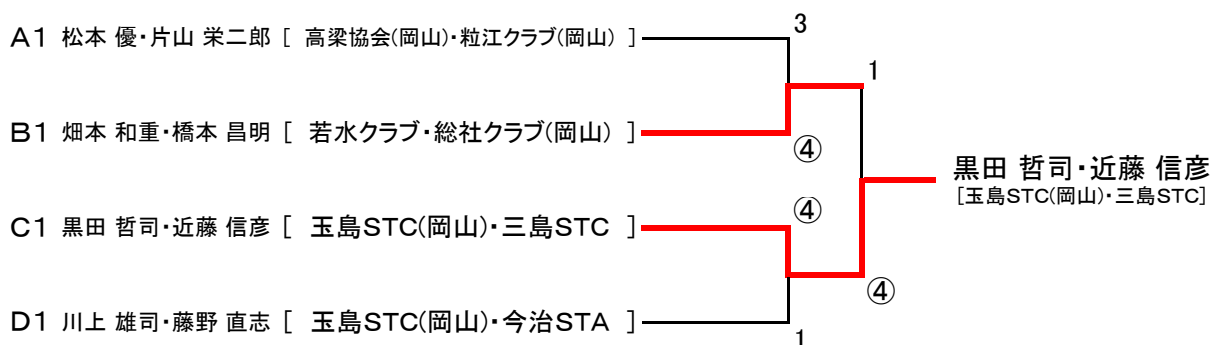 A1 松本 優・片山 栄二郎 [ 高梁協会(岡山)・粒江クラブ(岡山) ]
3
1
B1 畑本 和重・橋本 昌明 [ 若水クラブ・総社クラブ(岡山) ]
④
黒田 哲司・近藤 信彦
[玉島STC(岡山)・三島STC]
④
C1 黒田 哲司・近藤 信彦 [ 玉島STC(岡山)・三島STC ]
④
D1 川上 雄司・藤野 直志 [ 玉島STC(岡山)・今治STA ]
1